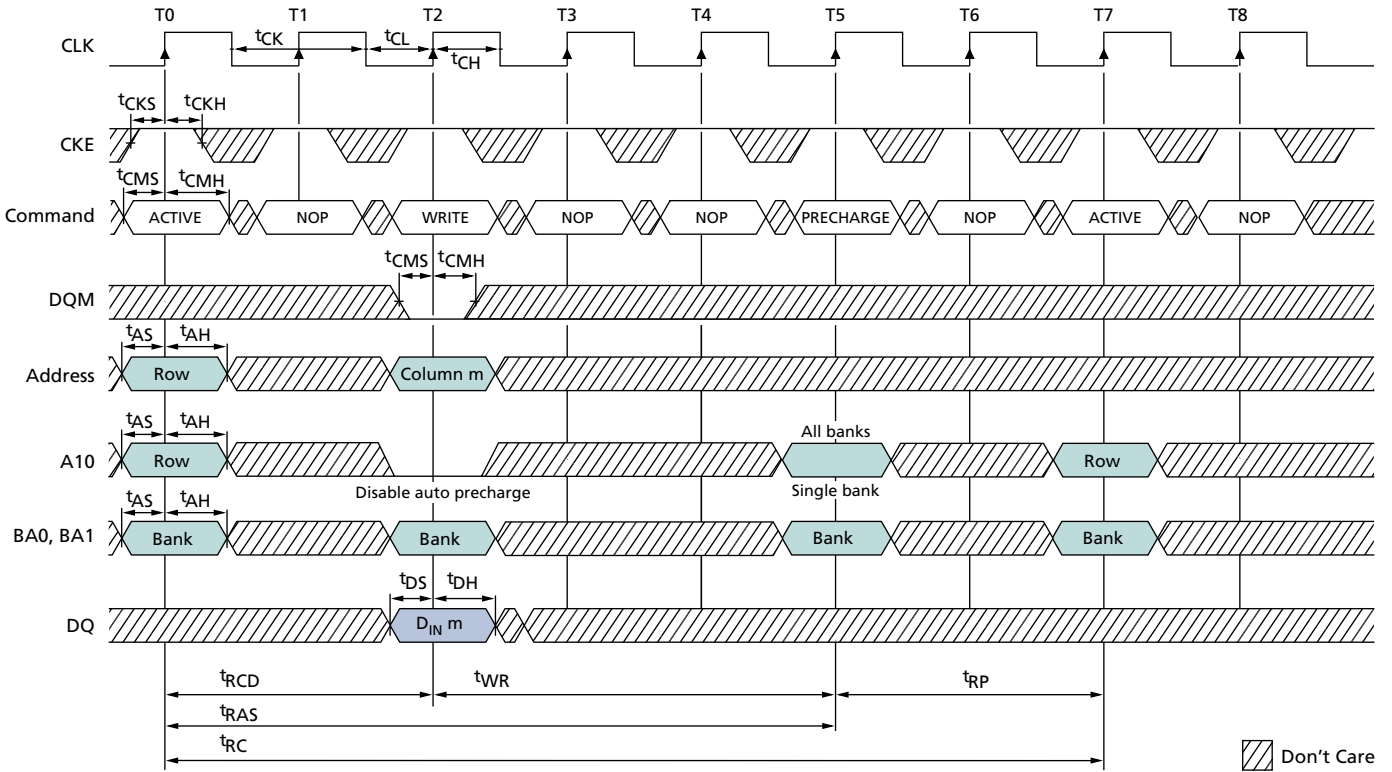 T0 T1 T2 T3 T4 T5 T6 T7 T8
CLK
tCK tCL
tCH
tCKS tCKH
CKE
tCMS tCMH
Command ACTIVE NOP WRITE NOP NOP PRECHARGE NOP ACTIVE NOP
tCMS tCMH
DQM
tAS tAH
Address Row Column m
tAS tAH
All banks
A10 Row Row
Disable auto precharge Single bank
tAS tAH
BA0, BA1 Bank Bank Bank Bank
tDS tDH
DQ DIN m
tRCD tWR tRP
tRAS
tRC
Don't Care